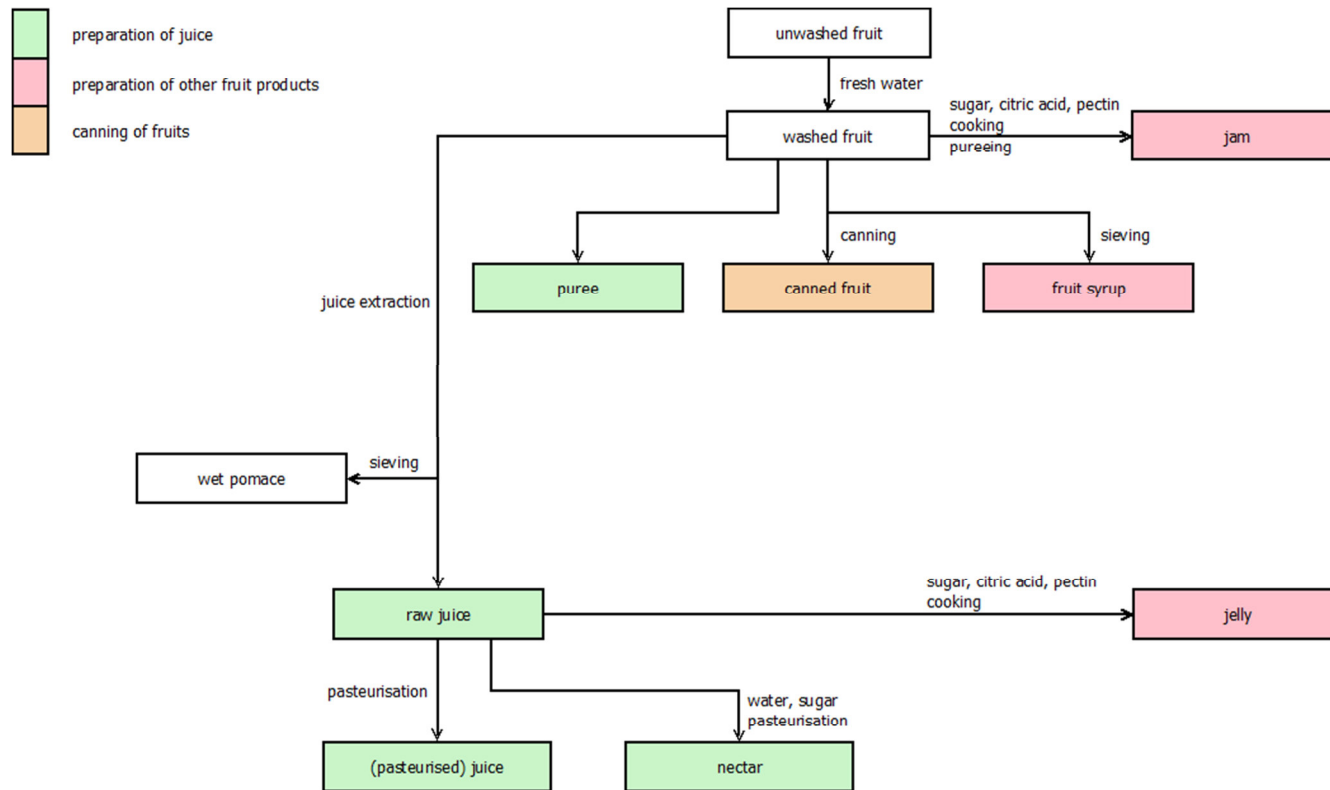 preparation of juice
preparation of other fruit products
canning of fruits
unwashed fruit
fresh water
washed fruit
sugar, citric acid, pectin
cooking
pureeing
jam
canning
sieving
puree
canned fruit
fruit syrup
juice extraction
sieving
wet pomace
raw juice
sugar, citric acid, pectin
cooking
jelly
pasteurisation
water, sugar
pasteurisation
(pasteurised) juice
nectar